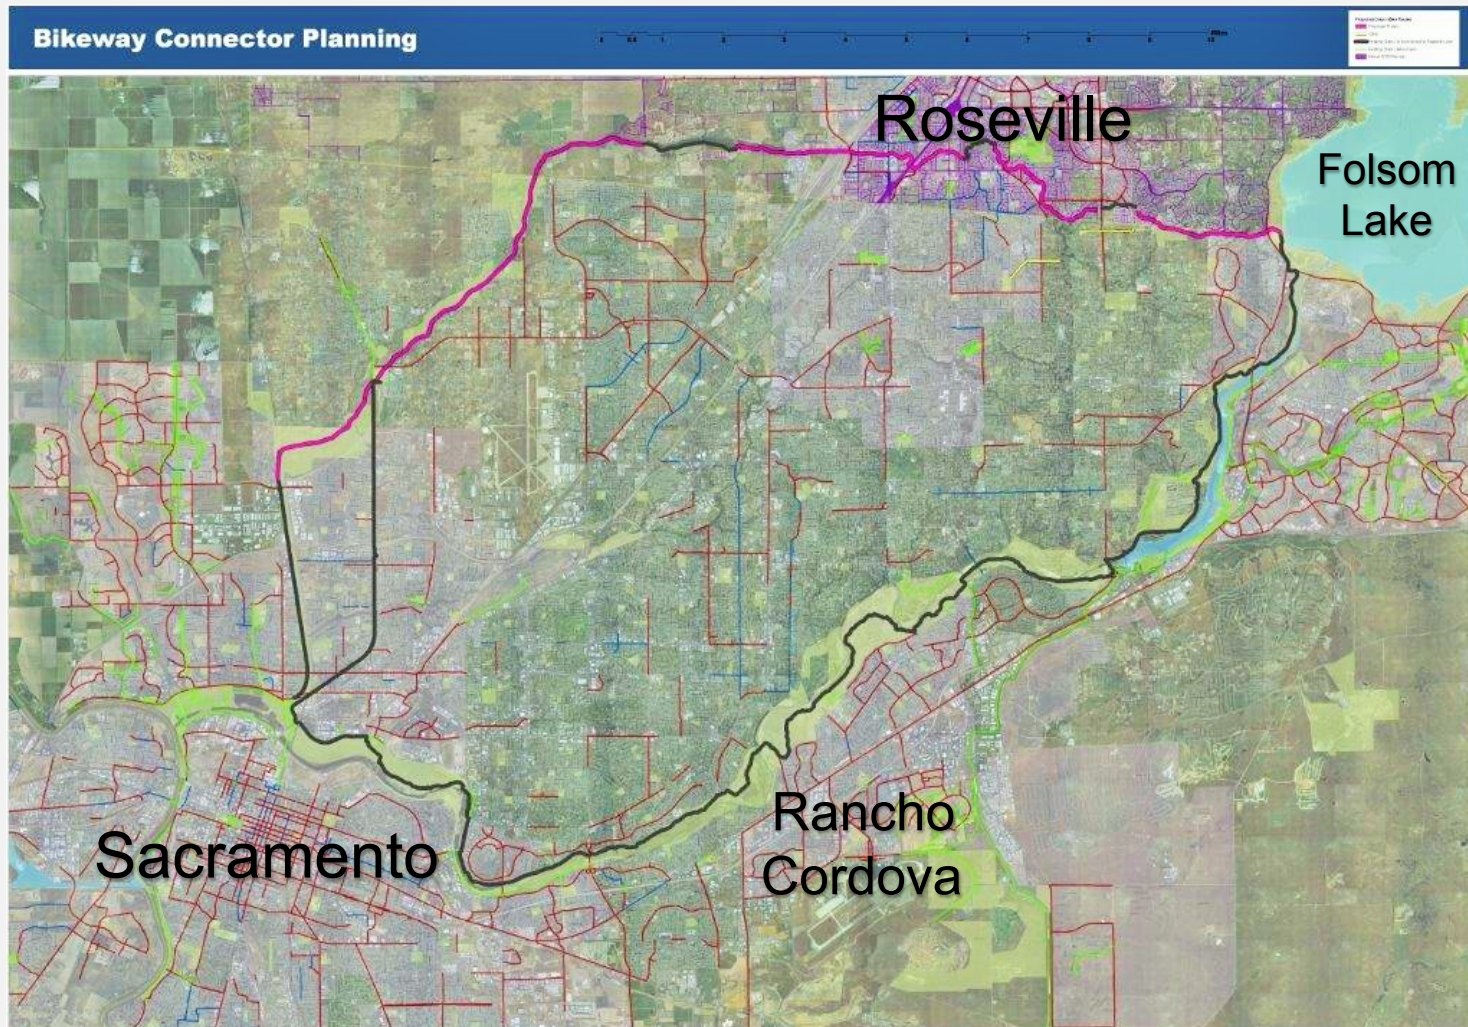 Bikeway Connector Planning
Roseville
Folsom
Lake
Rancho
Cordova
Sacramento